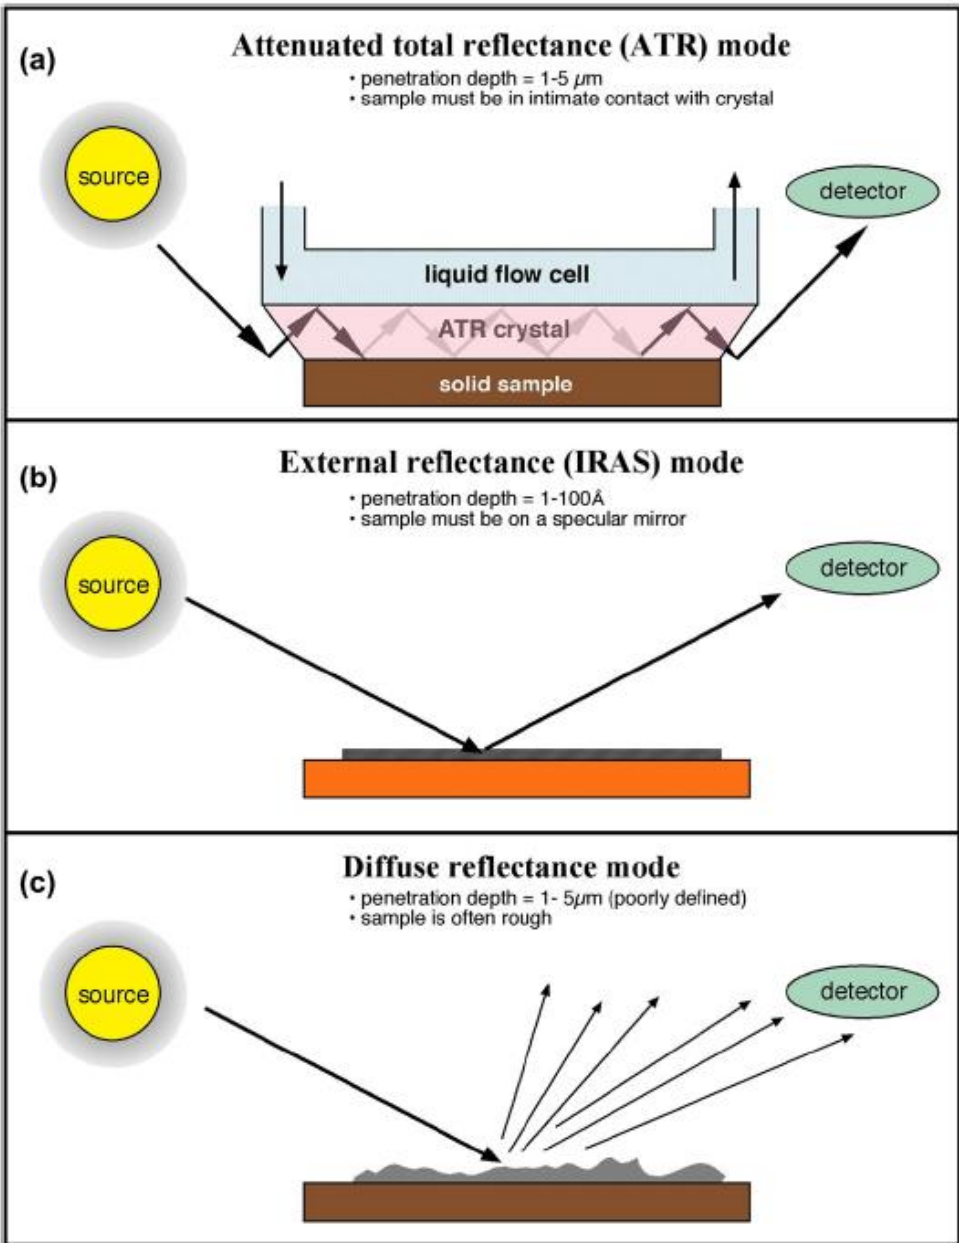 (a)
Attenuated total reflectance (ATR) mode
• penetration depth = 1-5 µm
• sample must be in intimate contact with crystal
source
detector
liquid flow cell
ATR crystal
solid sample
(b)
External reflectance (IRAS) mode
• penetration depth = 1-100Å
• sample must be on a specular mirror
source
detector
(c)
Diffuse reflectance mode
• penetration depth = 1- 5µm (poorly defined)
• sample is often rough
source
detector